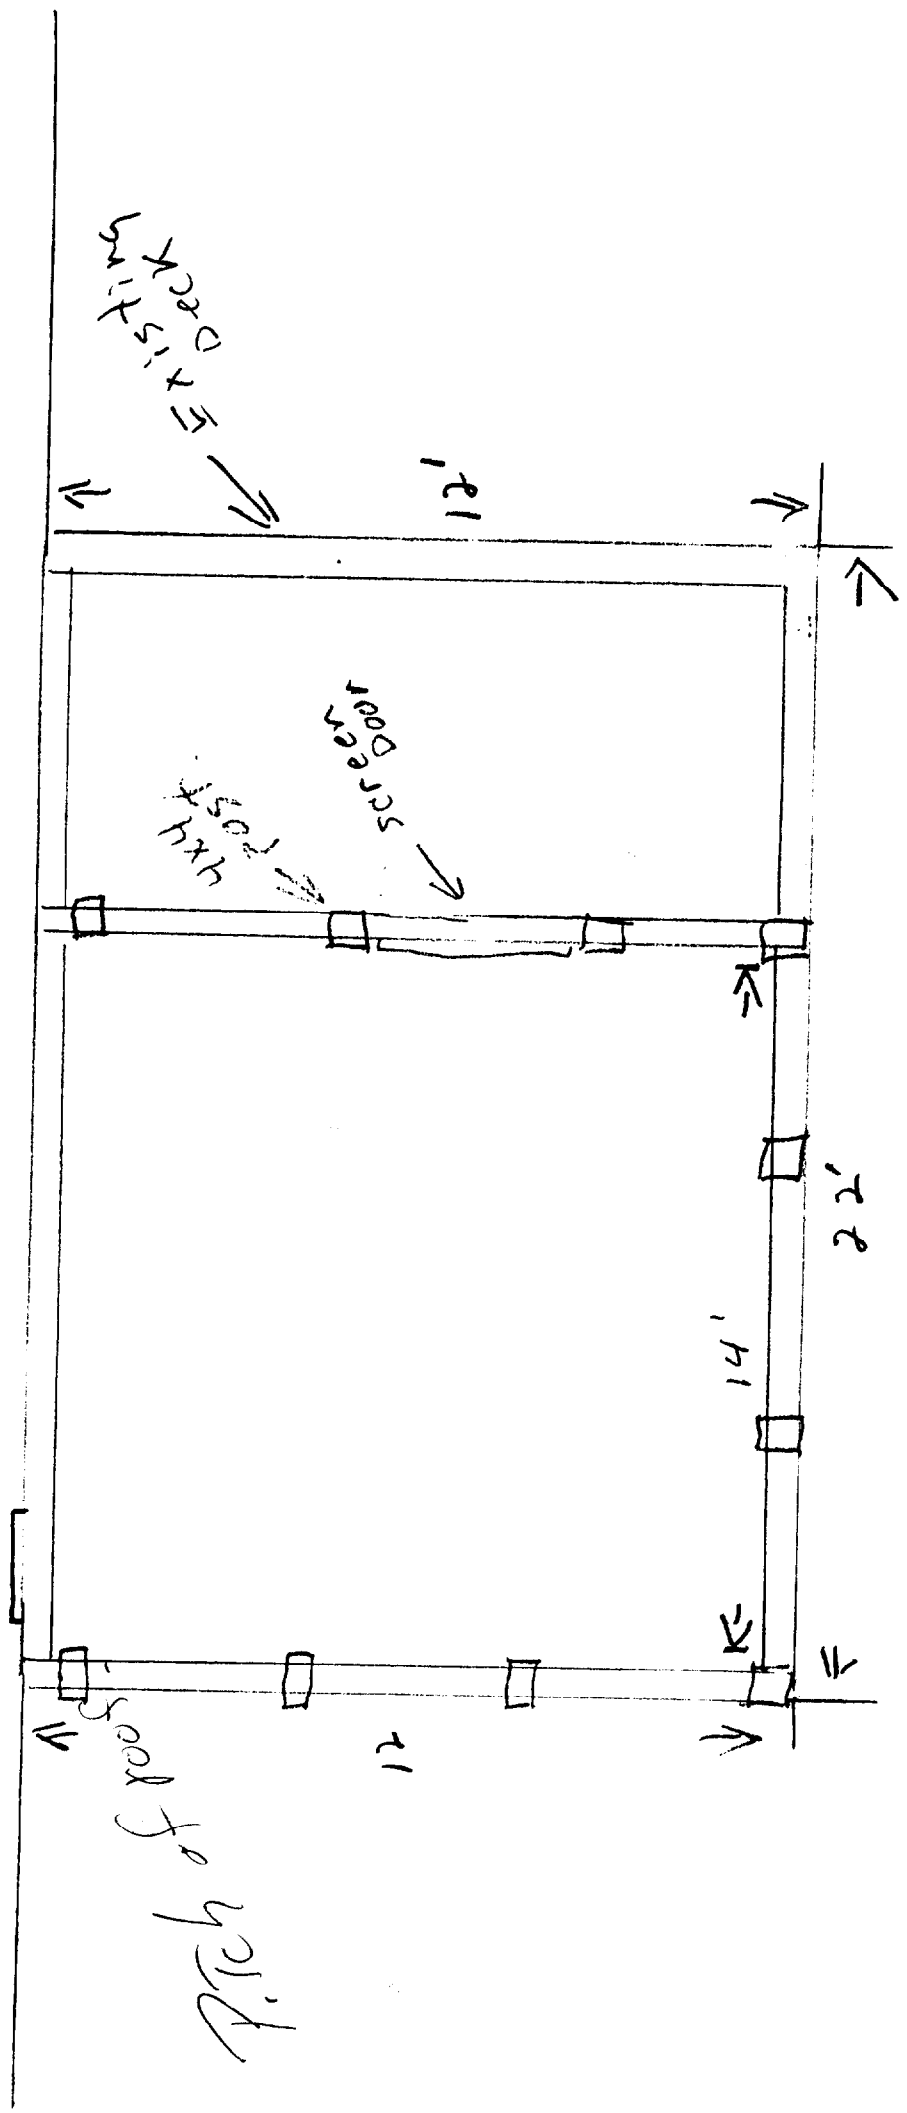 Existing
Deck
12'
4x4
post
screen
Door
14'
22'
12
Pitch of roof